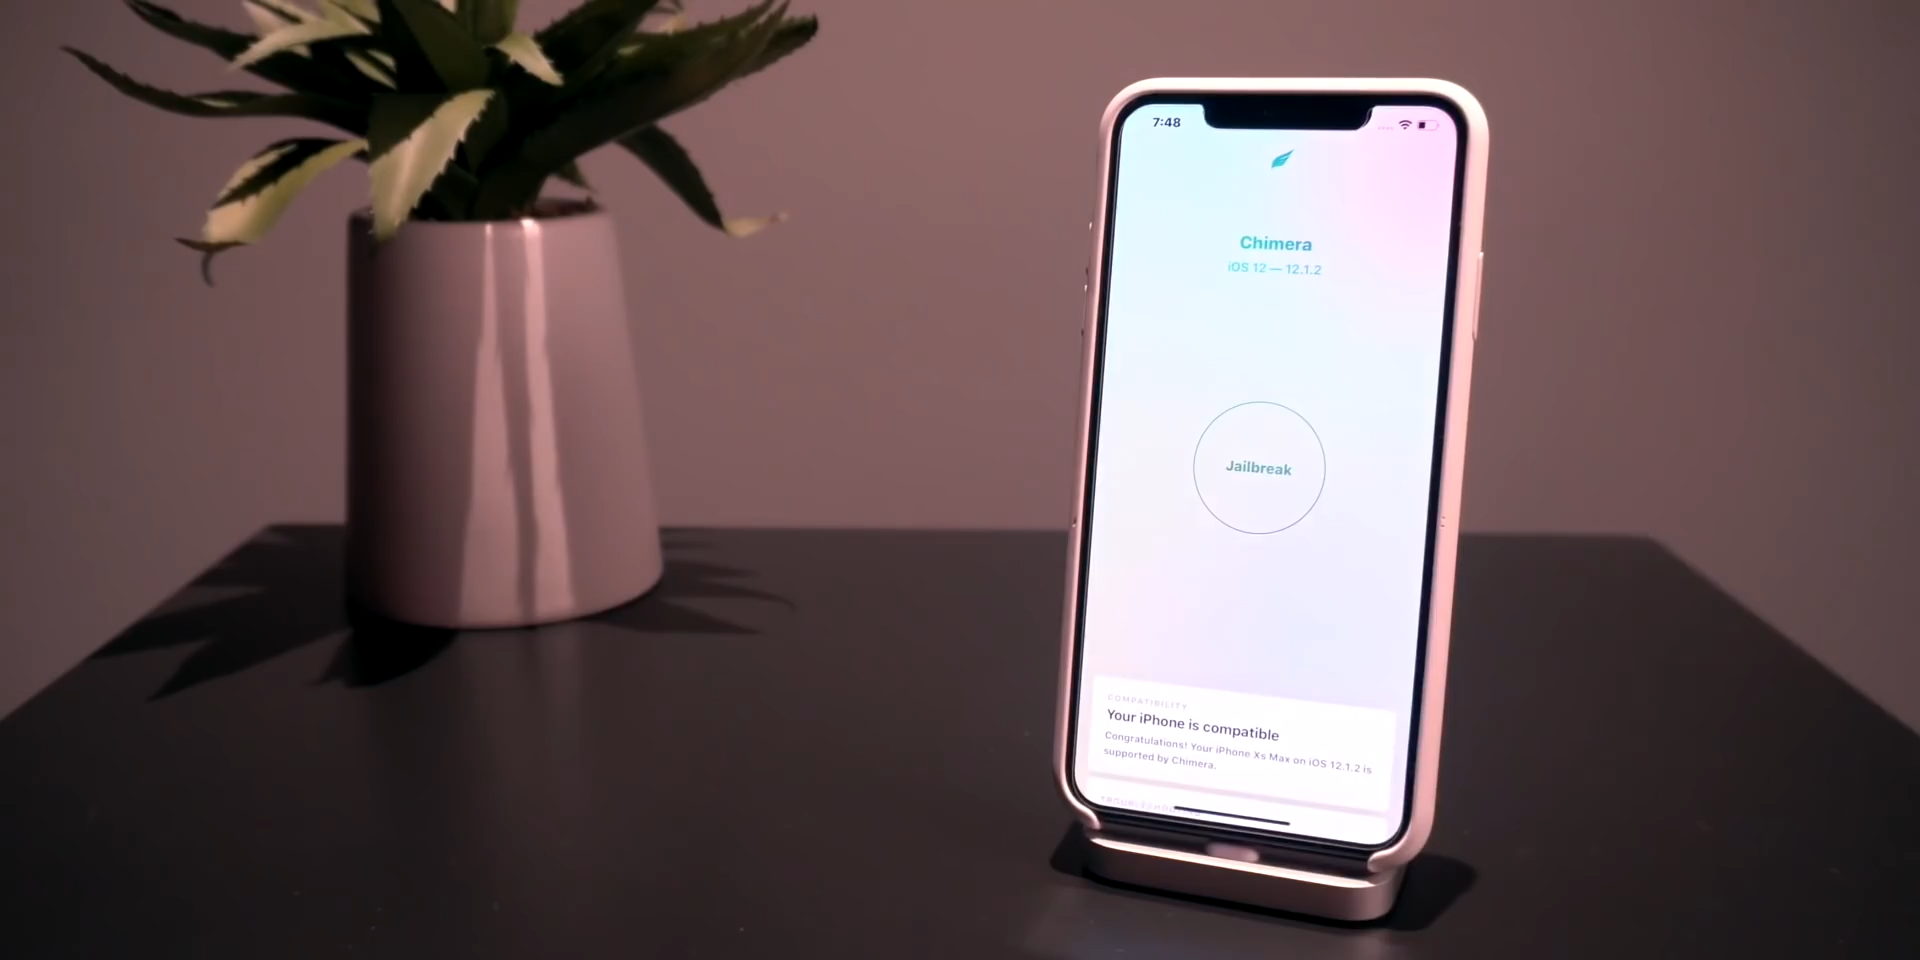 7:48
Chimera
iOS 12 — 12.1.2
Jailbreak
COMPATIBILITY
Your iPhone is compatible
Congratulations! Your iPhone Xs Max on iOS 12.1.2 is
supported by Chimera.